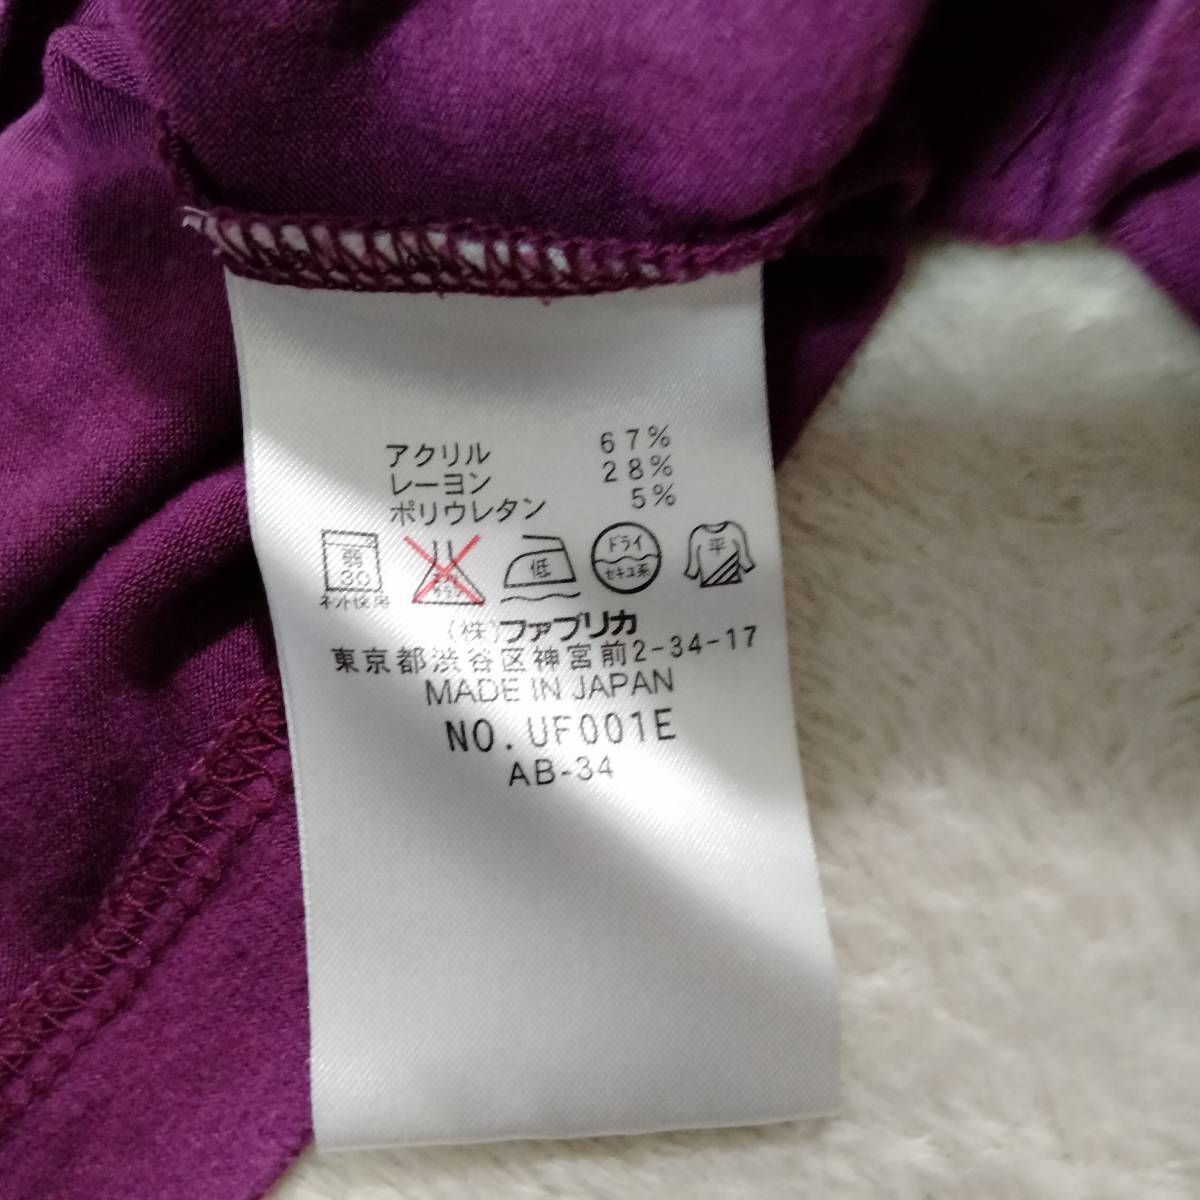 アクリル 67%
レーヨン 28%
ポリウレタン 5%
弱 30 ネット使用 低 ドライ セキユ系 平
(株)ファブリカ
東京都渋谷区神宮前2-34-17
MADE IN JAPAN
NO. UF001E
AB-34